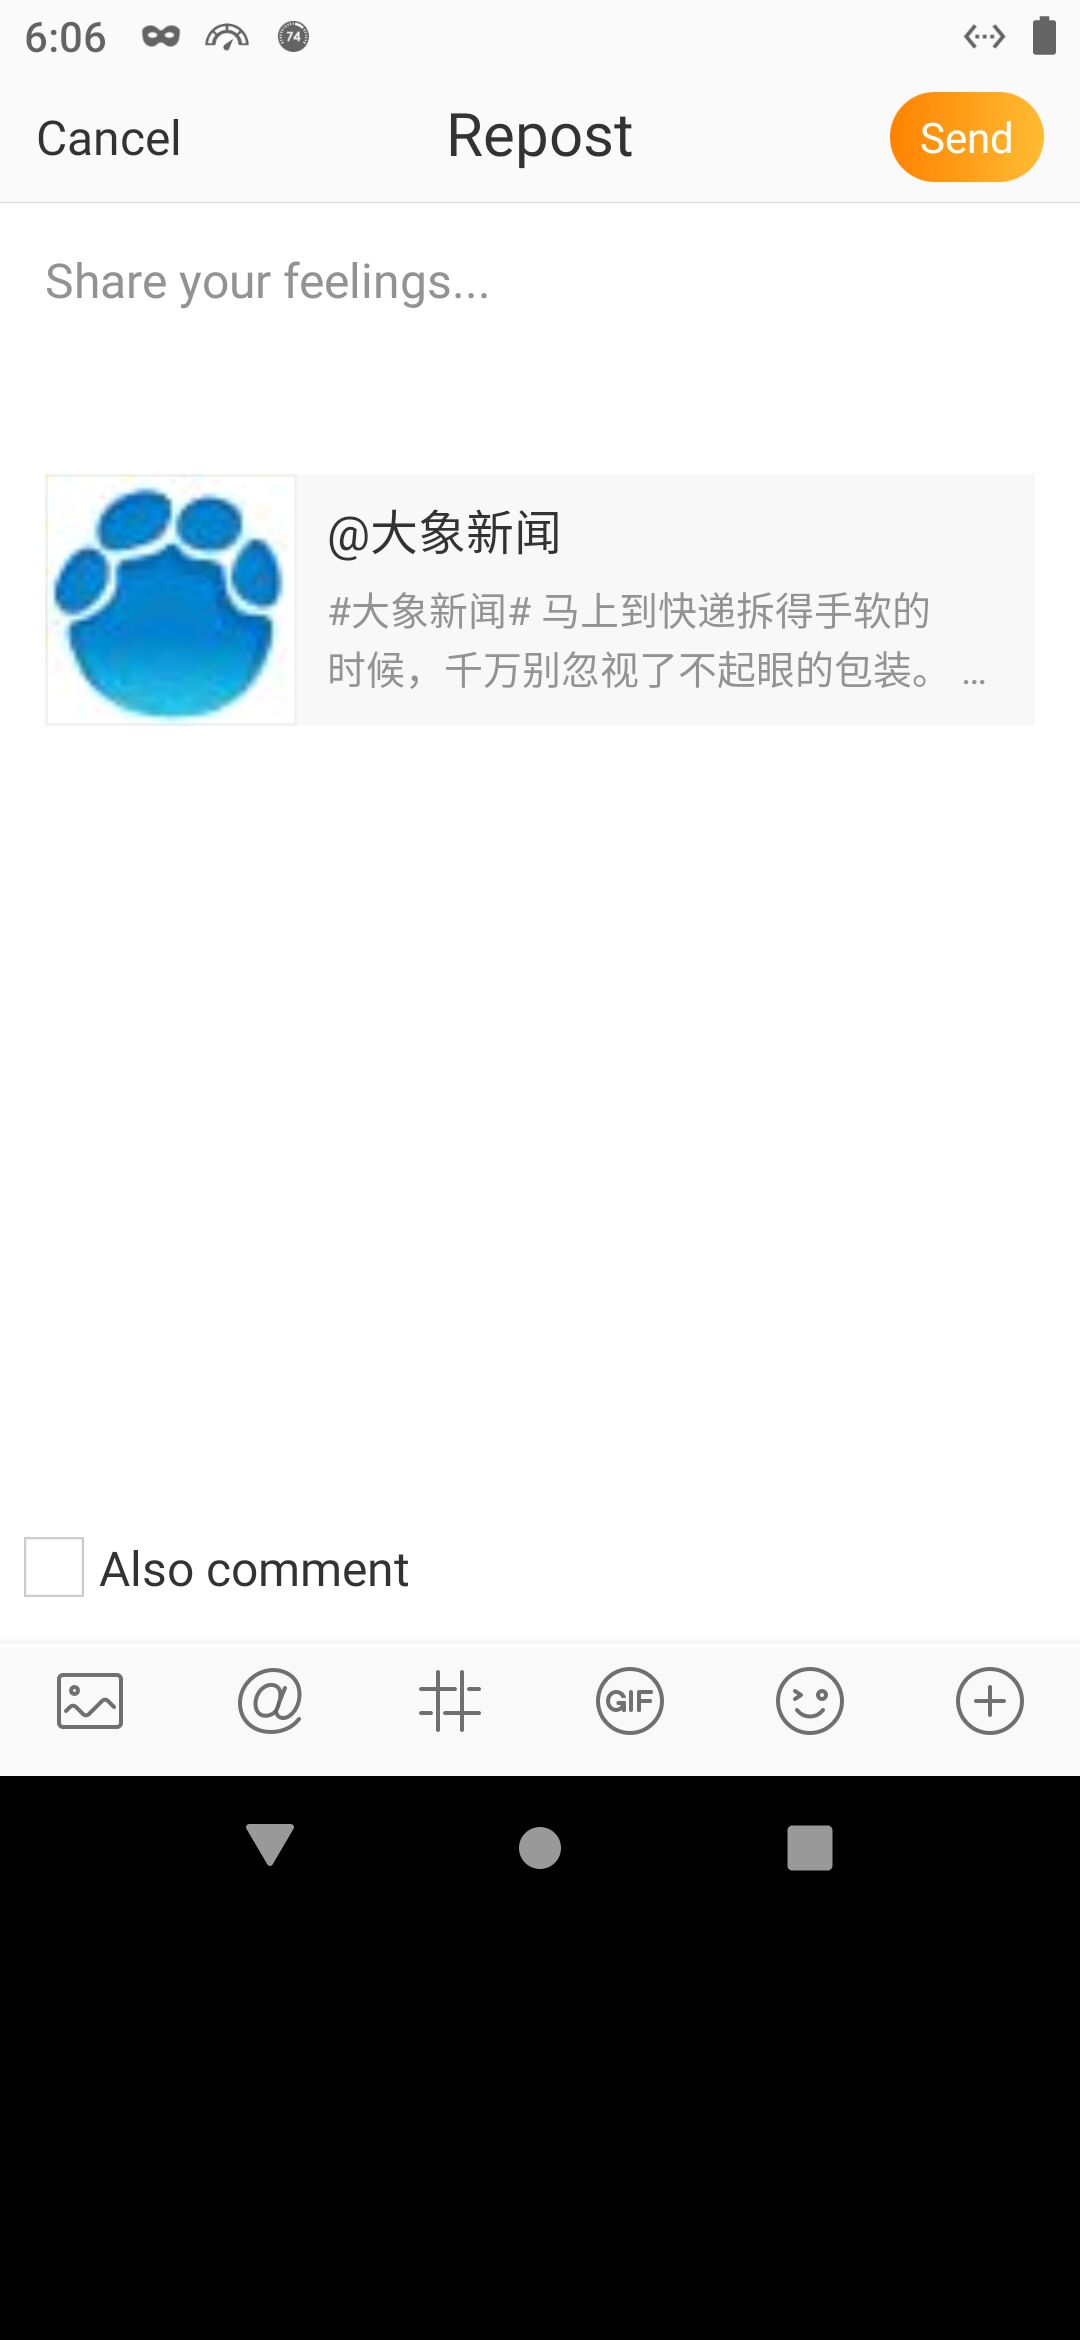 6:06
74
Cancel
Repost
Send
Share your feelings...
@大象新闻
#大象新闻# 马上到快递拆得手软的
时候，千万别忽视了不起眼的包装。 ...
Also comment
GIF